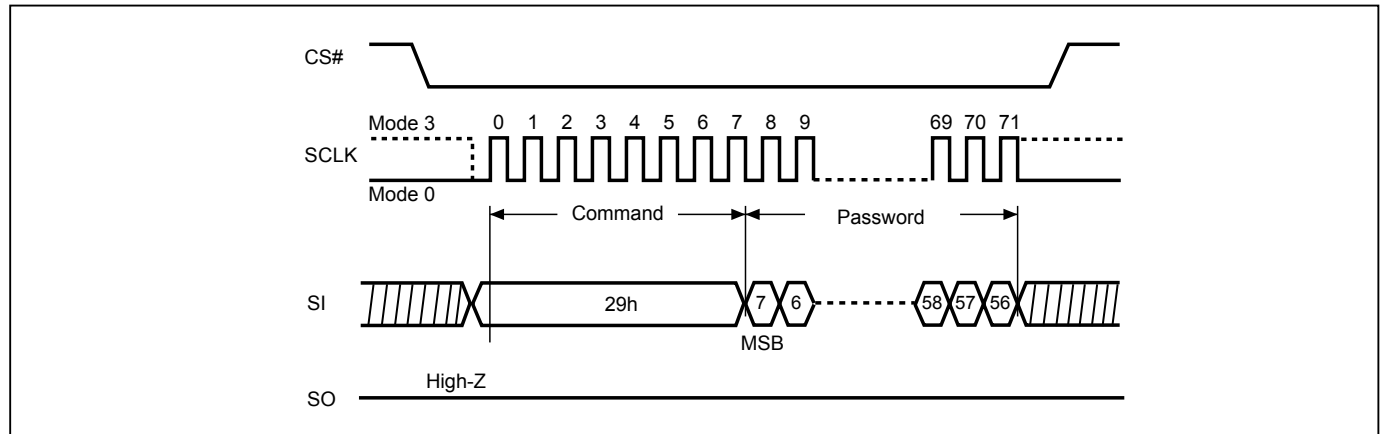 CS#
Mode 3
0 1 2 3 4 5 6 7 8 9 69 70 71
SCLK
Mode 0
Command Password
SI 29h 7 6 58 57 56
MSB
High-Z
SO